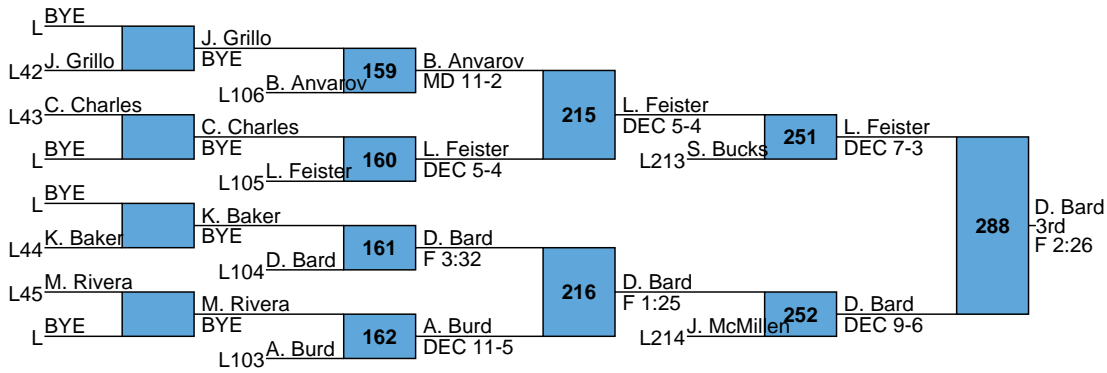 BYE
L
J. Grillo
L42
J. Grillo
BYE
159
B. Anvarov
L106
B. Anvarov
MD 11-2
C. Charles
L43
BYE
L
C. Charles
BYE
160
L. Feister
L105
L. Feister
DEC 5-4
215
L. Feister
DEC 5-4
S. Bucks
L213
251
L. Feister
DEC 7-3
BYE
L
K. Baker
L44
K. Baker
BYE
161
D. Bard
L104
D. Bard
F 3:32
M. Rivera
L45
BYE
L
M. Rivera
BYE
162
A. Burd
L103
A. Burd
DEC 11-5
216
D. Bard
F 1:25
J. McMillen
L214
252
D. Bard
DEC 9-6
288
D. Bard
3rd
F 2:26